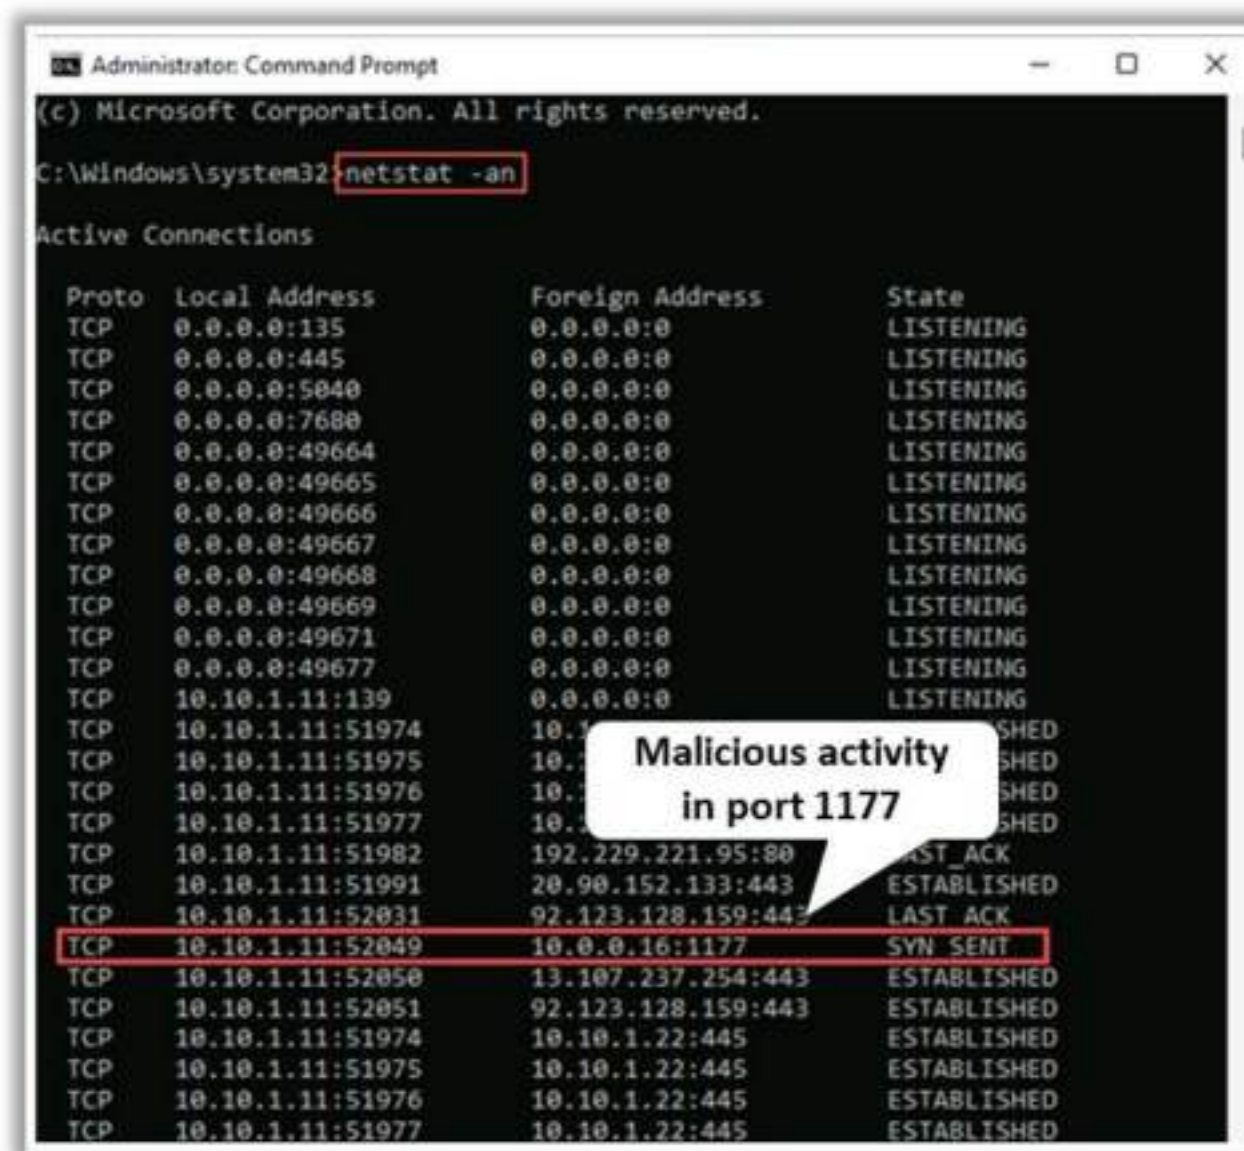 Administrator: Command Prompt
(c) Microsoft Corporation. All rights reserved.
C:\Windows\system32>netstat -an
Active Connections
Proto Local Address Foreign Address State
TCP 0.0.0.0:135 0.0.0.0:0 LISTENING
TCP 0.0.0.0:445 0.0.0.0:0 LISTENING
TCP 0.0.0.0:5040 0.0.0.0:0 LISTENING
TCP 0.0.0.0:7680 0.0.0.0:0 LISTENING
TCP 0.0.0.0:49664 0.0.0.0:0 LISTENING
TCP 0.0.0.0:49665 0.0.0.0:0 LISTENING
TCP 0.0.0.0:49666 0.0.0.0:0 LISTENING
TCP 0.0.0.0:49667 0.0.0.0:0 LISTENING
TCP 0.0.0.0:49668 0.0.0.0:0 LISTENING
TCP 0.0.0.0:49669 0.0.0.0:0 LISTENING
TCP 0.0.0.0:49671 0.0.0.0:0 LISTENING
TCP 0.0.0.0:49677 0.0.0.0:0 LISTENING
TCP 10.10.1.11:139 0.0.0.0:0 LISTENING
TCP 10.10.1.11:51974
TCP 10.10.1.11:51975
TCP 10.10.1.11:51976
TCP 10.10.1.11:51977
Malicious activity
in port 1177
TCP 10.10.1.11:51982 192.229.221.95:80
TCP 10.10.1.11:51991 20.90.152.133:443 ESTABLISHED
TCP 10.10.1.11:52031 92.123.128.159:443 LAST_ACK
TCP 10.10.1.11:52049 10.0.0.16:1177 SYN_SENT
TCP 10.10.1.11:52050 13.107.237.254:443 ESTABLISHED
TCP 10.10.1.11:52051 92.123.128.159:443 ESTABLISHED
TCP 10.10.1.11:51974 10.10.1.22:445 ESTABLISHED
TCP 10.10.1.11:51975 10.10.1.22:445 ESTABLISHED
TCP 10.10.1.11:51976 10.10.1.22:445 ESTABLISHED
TCP 10.10.1.11:51977 10.10.1.22:445 ESTABLISHED